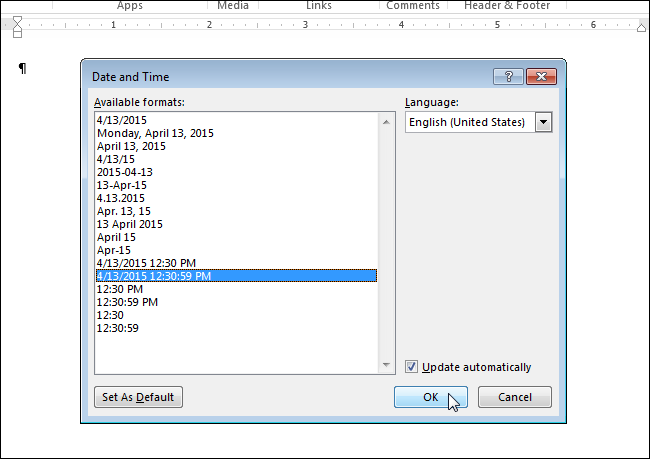 Apps Media Links Comments Header & Footer
1 2 3 4 5 6
¶
Date and Time
?
Available formats:
Language:
4/13/2015
English (United States)
Monday, April 13, 2015
April 13, 2015
4/13/15
2015-04-13
13-Apr-15
4.13.2015
Apr. 13, 15
13 April 2015
April 15
Apr-15
4/13/2015 12:30 PM
4/13/2015 12:30:59 PM
12:30 PM
12:30:59 PM
12:30
12:30:59
Update automatically
Set As Default
OK
Cancel